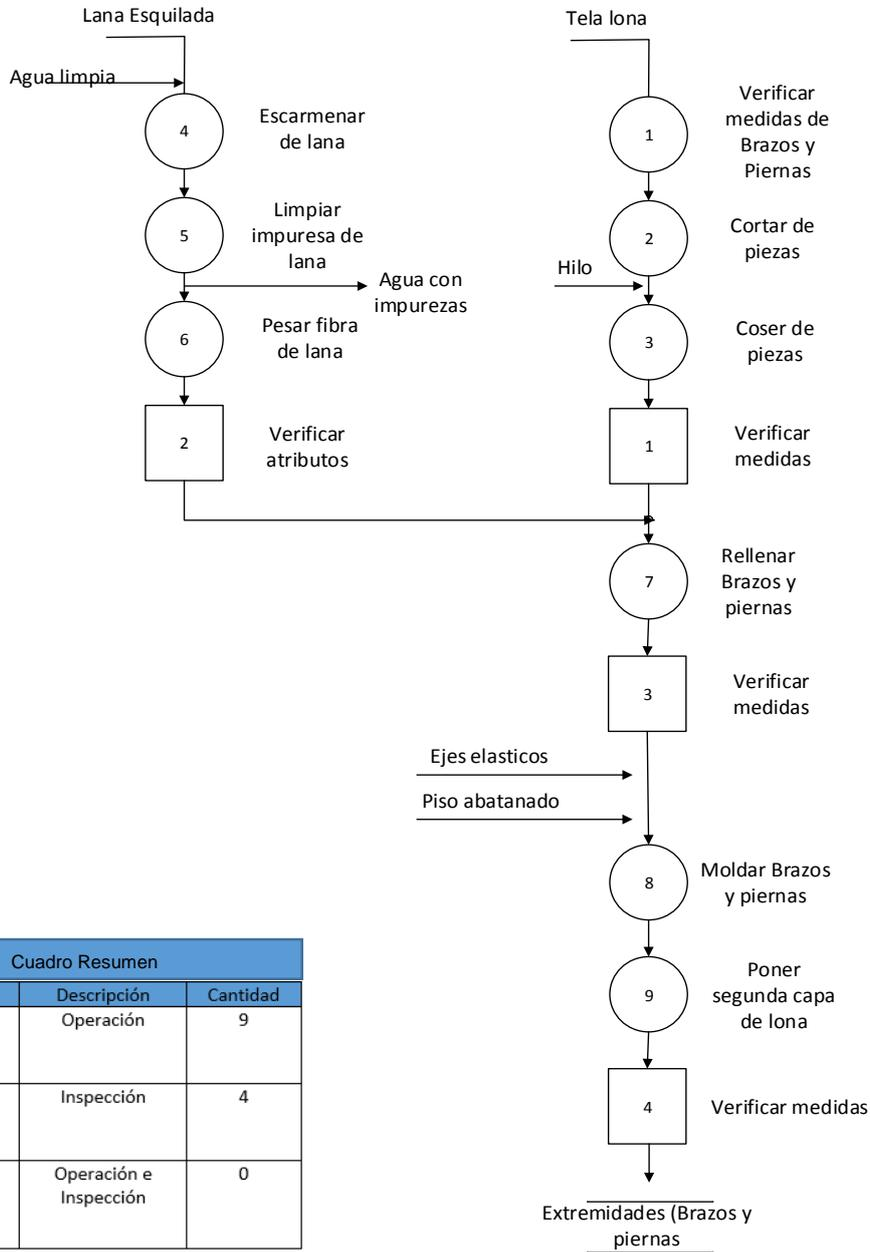 Lana Esquilada
Agua limpia
4
Escarmenar
de lana
5
Limpiar
impuresa de
lana
Agua con
impurezas
6
Pesar fibra
de lana
2
Verificar
atributos
Tela lona
1
Verificar
medidas de
Brazos y
Piernas
2
Cortar de
piezas
Hilo
3
Coser de
piezas
1
Verificar
medidas
7
Rellenar
Brazos y
piernas
3
Verificar
medidas
Ejes elasticos
Piso abatanado
8
Moldar Brazos
y piernas
9
Poner
segunda capa
de lona
4
Verificar medidas
Extremidades (Brazos y
piernas
Cuadro Resumen
Descripción Cantidad
Operación 9
Inspección 4
Operación e 0
Inspección